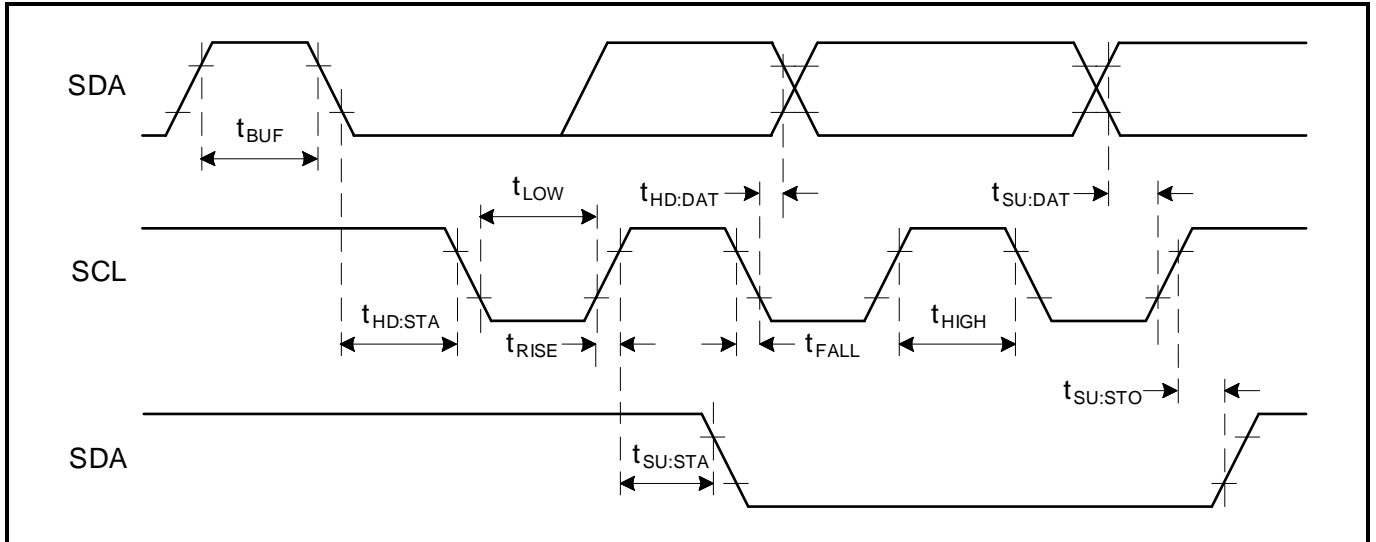 SDA
tBUF
tLOW
tHD:DAT
tSU:DAT
SCL
tHD:STA
tRISE
tFALL
tHIGH
tSU:STO
SDA
tSU:STA